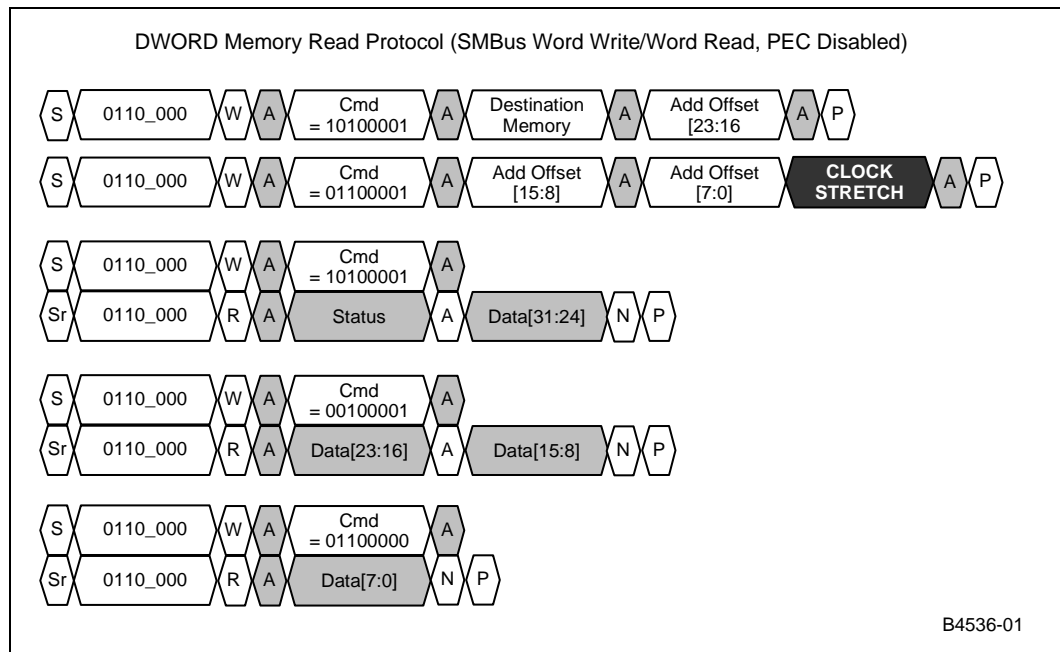 DWORD Memory Read Protocol (SMBus Word Write/Word Read, PEC Disabled)
S 0110_000 W A Cmd = 10100001 A Destination Memory A Add Offset [23:16 A P
S 0110_000 W A Cmd = 01100001 A Add Offset [15:8] A Add Offset [7:0] CLOCK STRETCH A P
S 0110_000 W A Cmd = 10100001 A
Sr 0110_000 R A Status A Data[31:24] N P
S 0110_000 W A Cmd = 00100001 A
Sr 0110_000 R A Data[23:16] A Data[15:8] N P
S 0110_000 W A Cmd = 01100000 A
Sr 0110_000 R A Data[7:0] N P
B4536-01